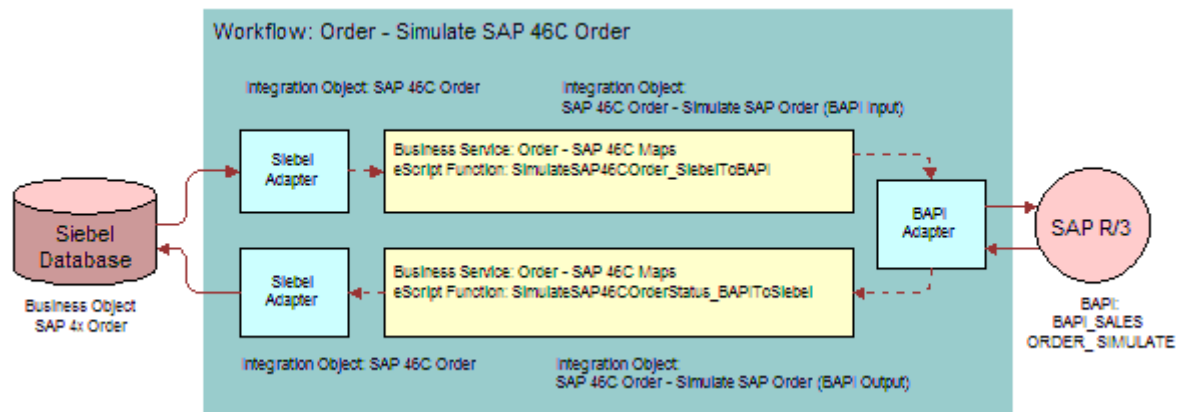 Workflow: Order - Simulate SAP 46C Order
Integration Object: SAP 46C Order
Integration Object:
SAP 46C Order - Simulate SAP Order (BAPI Input)
Siebel
Adapter
Business Service: Order - SAP 46C Maps
eScript Function: SimulateSAP46COrder_SiebelToBAPI
Siebel
Database
Business Object
SAP 4x Order
BAPI
Adapter
SAP R/3
BAPI:
BAPI_SALES
ORDER_SIMULATE
Siebel
Adapter
Business Service: Order - SAP 46C Maps
eScript Function: SimulateSAP46COrderStatus_BAPIToSiebel
Integration Object: SAP 46C Order
Integration Object:
SAP 46C Order - Simulate SAP Order (BAPI Output)